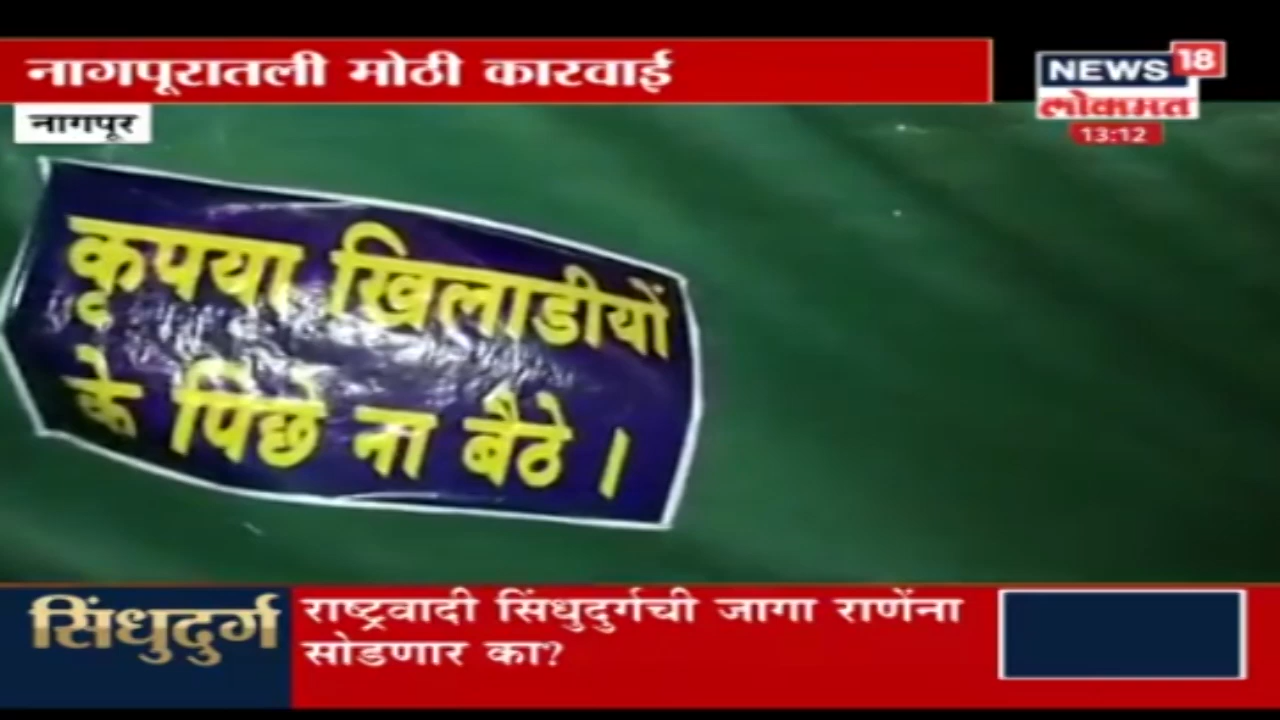 नागपूरातली मोठी कारवाई
NEWS 18
लोकमत
13:12
नागपूर
कृपया खिलाडीयों
के पिछे ना बैठे ।
सिंधुदुर्ग
राष्ट्रवादी सिंधुदुर्गची जागा राणेंना
सोडणार का?